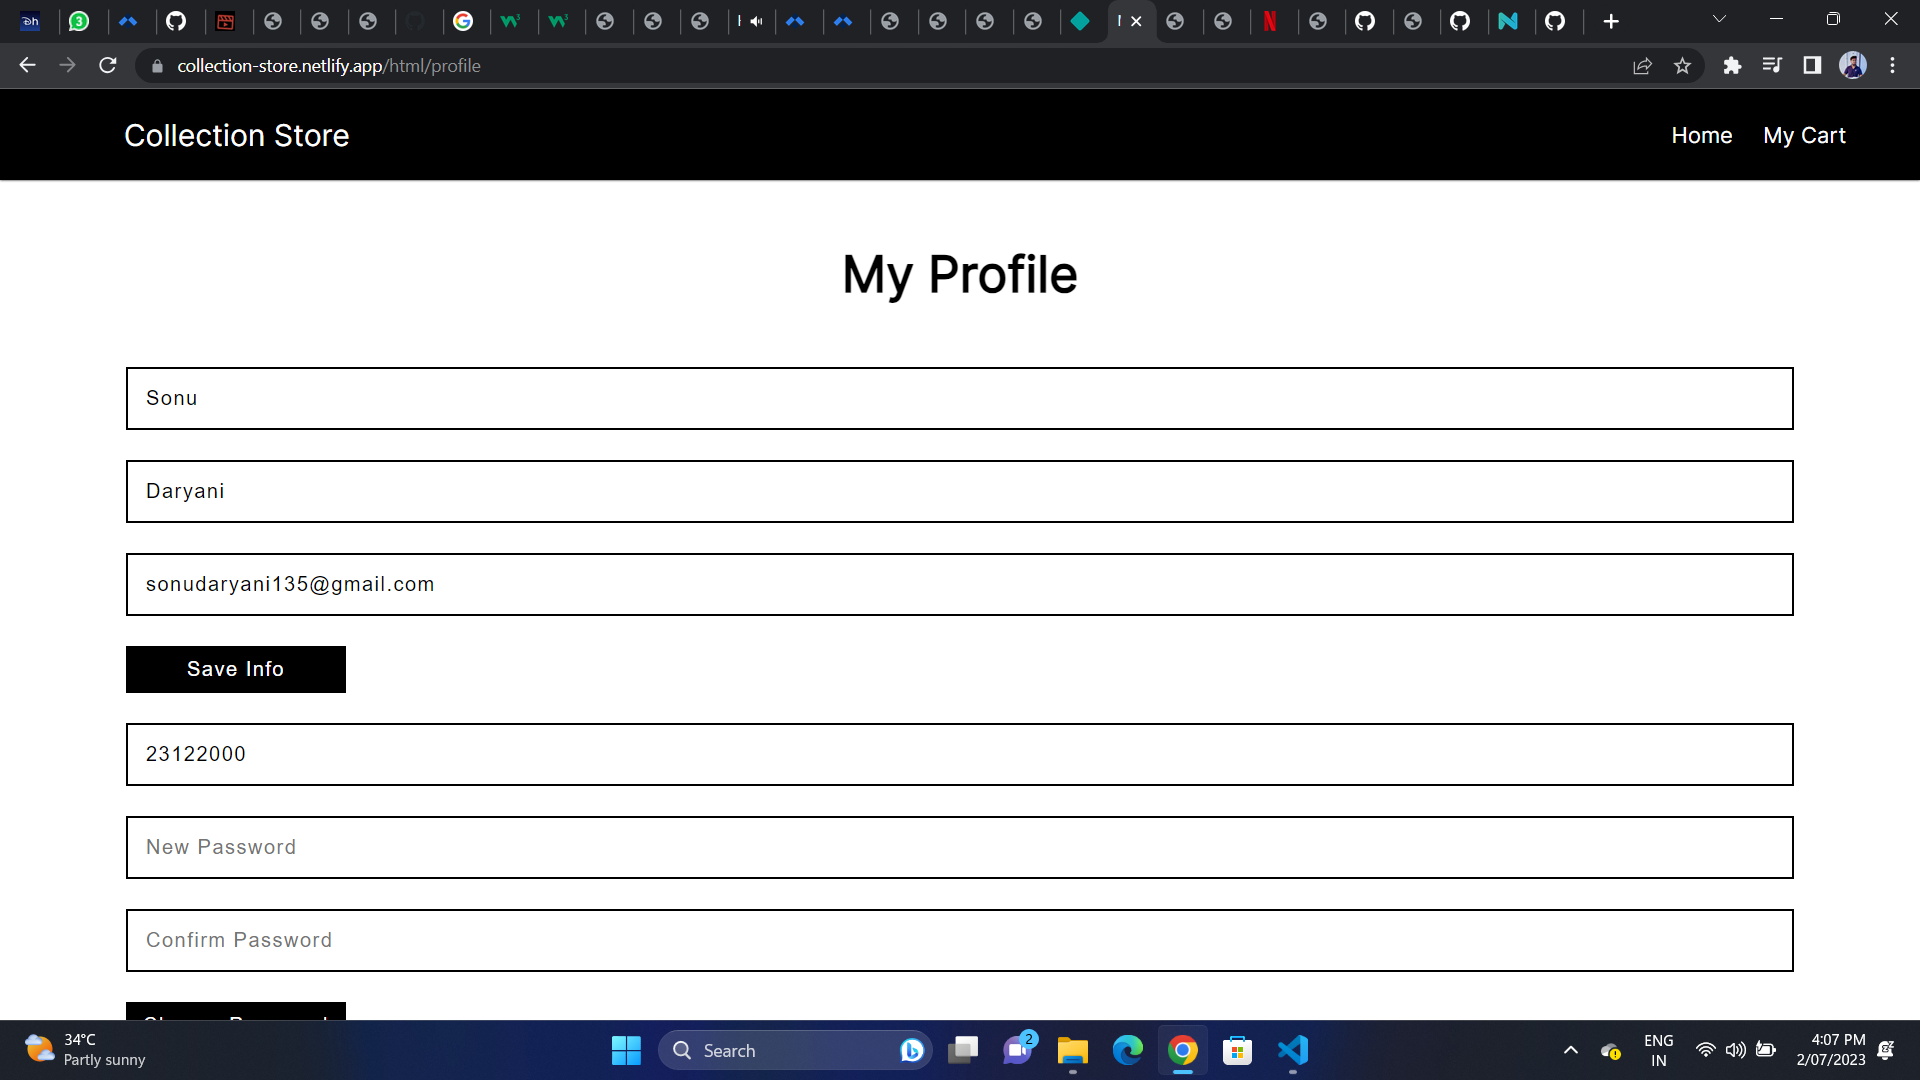 collection-store.netlify.app/html/profile
Collection Store
Home
My Cart
My Profile
Sonu
Daryani
sonudaryani135@gmail.com
Save Info
23122000
New Password
Confirm Password
34°C
Partly sunny
Search
2
ENG
IN
4:07 PM
2/07/2023